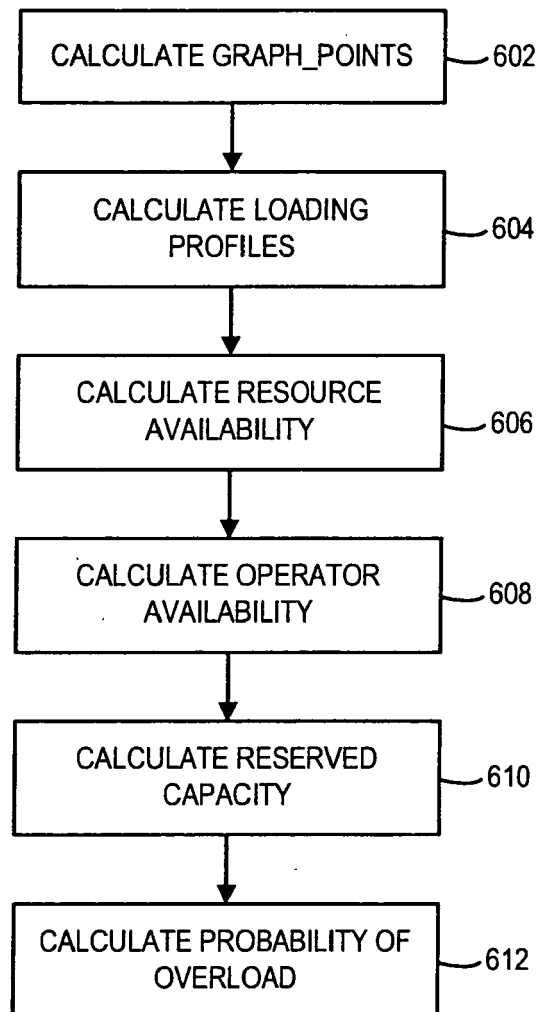 CALCULATE GRAPH_POINTS
602
CALCULATE LOADING
PROFILES
604
CALCULATE RESOURCE
AVAILABILITY
606
CALCULATE OPERATOR
AVAILABILITY
608
CALCULATE RESERVED
CAPACITY
610
CALCULATE PROBABILITY OF
OVERLOAD
612